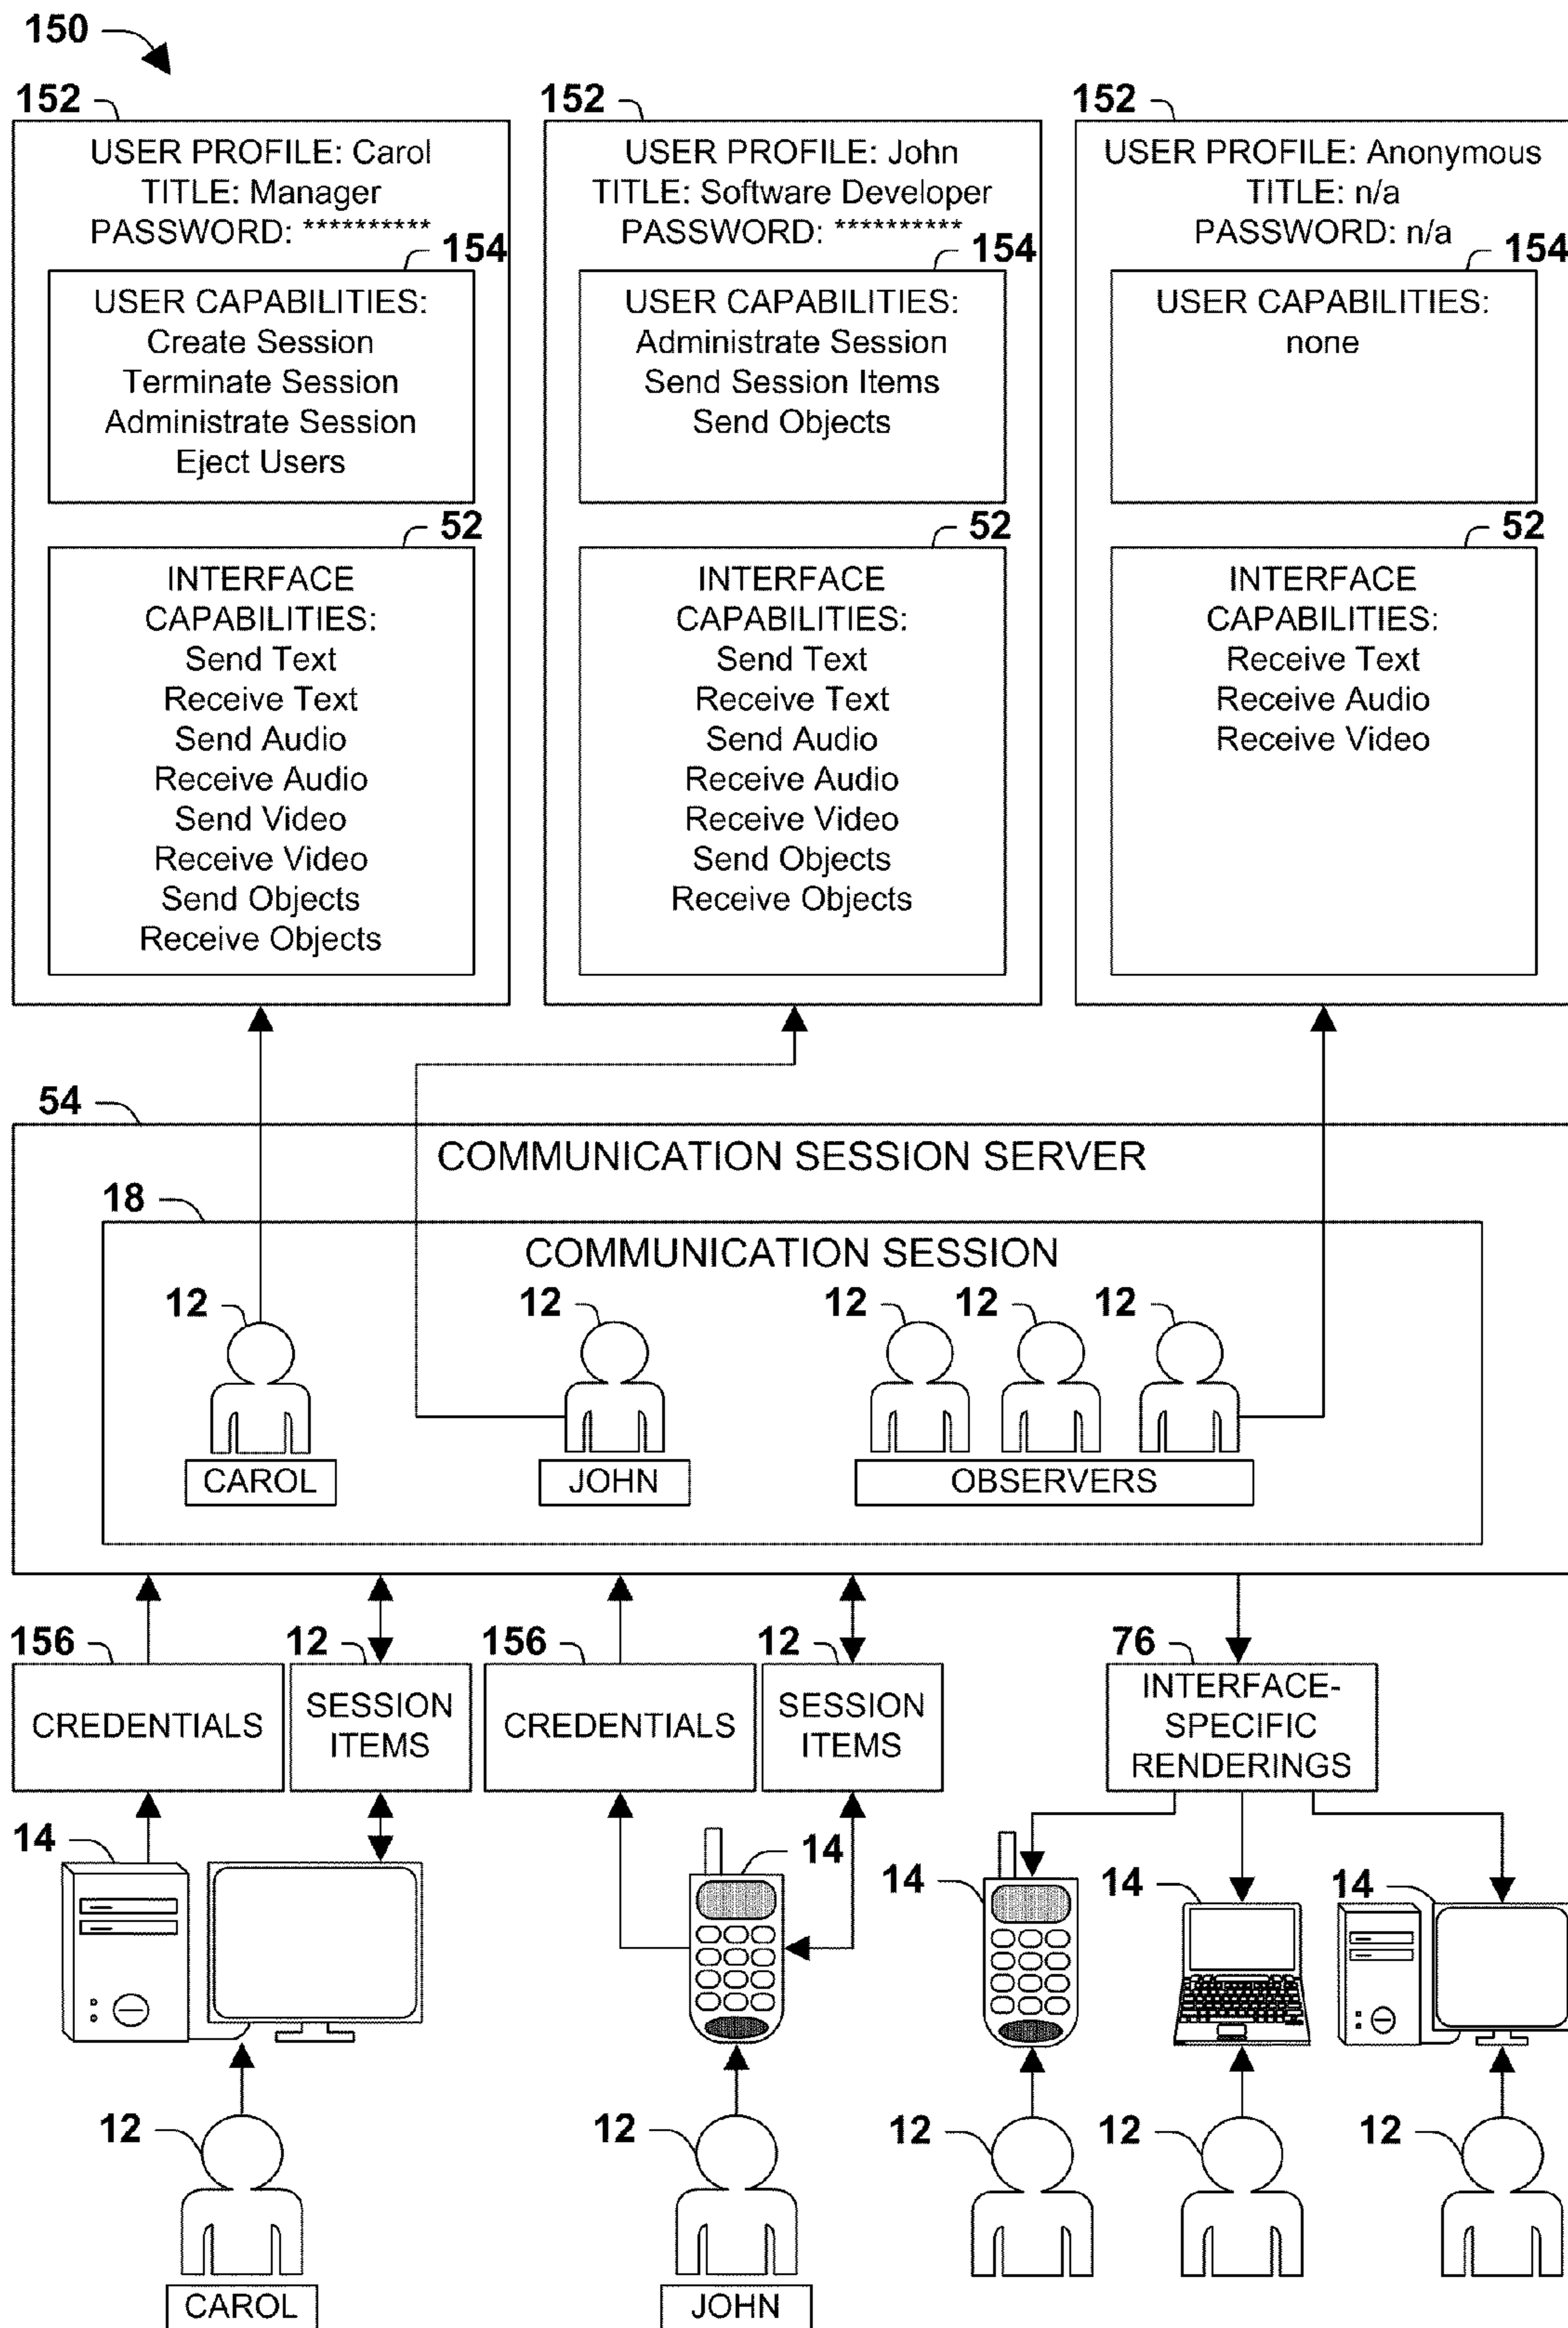 150
152
152
152
USER PROFILE: Carol
TITLE: Manager
PASSWORD: **********
154
USER CAPABILITIES:
Create Session
Terminate Session
Administrate Session
Eject Users
52
INTERFACE
CAPABILITIES:
Send Text
Receive Text
Send Audio
Receive Audio
Send Video
Receive Video
Send Objects
Receive Objects
USER PROFILE: John
TITLE: Software Developer
PASSWORD: **********
154
USER CAPABILITIES:
Administrate Session
Send Session Items
Send Objects
52
INTERFACE
CAPABILITIES:
Send Text
Receive Text
Send Audio
Receive Audio
Receive Video
Send Objects
Receive Objects
USER PROFILE: Anonymous
TITLE: n/a
PASSWORD: n/a
154
USER CAPABILITIES:
none
52
INTERFACE
CAPABILITIES:
Receive Text
Receive Audio
Receive Video
54
COMMUNICATION SESSION SERVER
18
COMMUNICATION SESSION
12
12
12
12
12
CAROL
JOHN
OBSERVERS
156
12
156
12
76
CREDENTIALS
SESSION
ITEMS
CREDENTIALS
SESSION
ITEMS
INTERFACE-
SPECIFIC
RENDERINGS
14
14
14
14
14
12
12
12
12
12
CAROL
JOHN